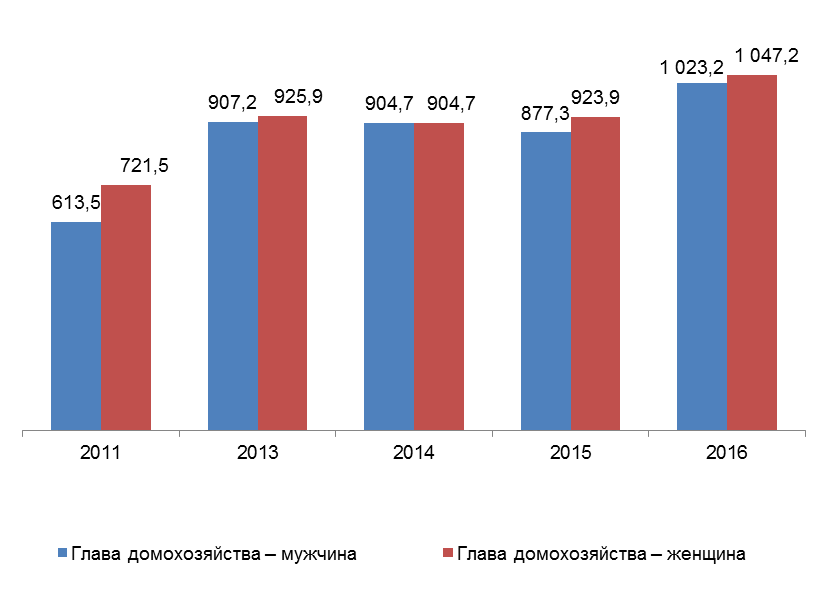 1 023,2 1 047,2
907,2 925,9 904,7 904,7 877,3 923,9
613,5 721,5
2011 2013 2014 2015 2016
Глава домохозяйства – мужчина Глава домохозяйства – женщина